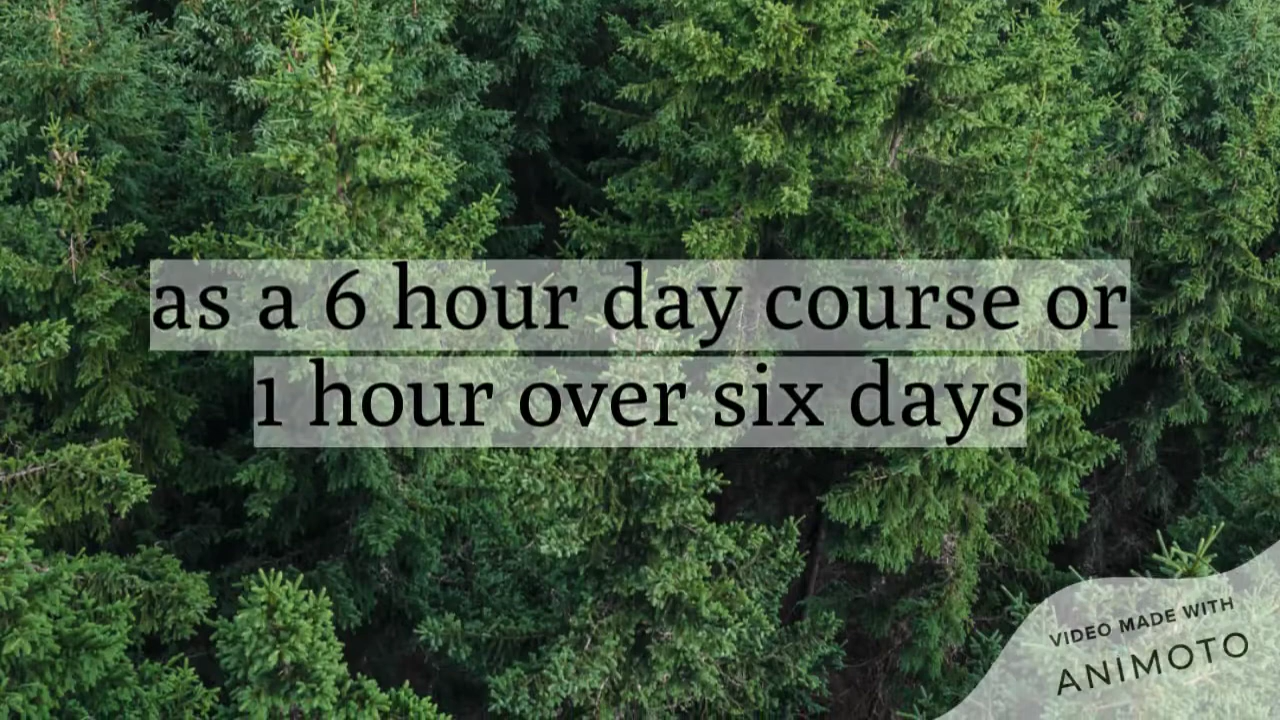 as a 6 hour day course or
1 hour over six days
VIDEO MADE WITH
ANIMOTO